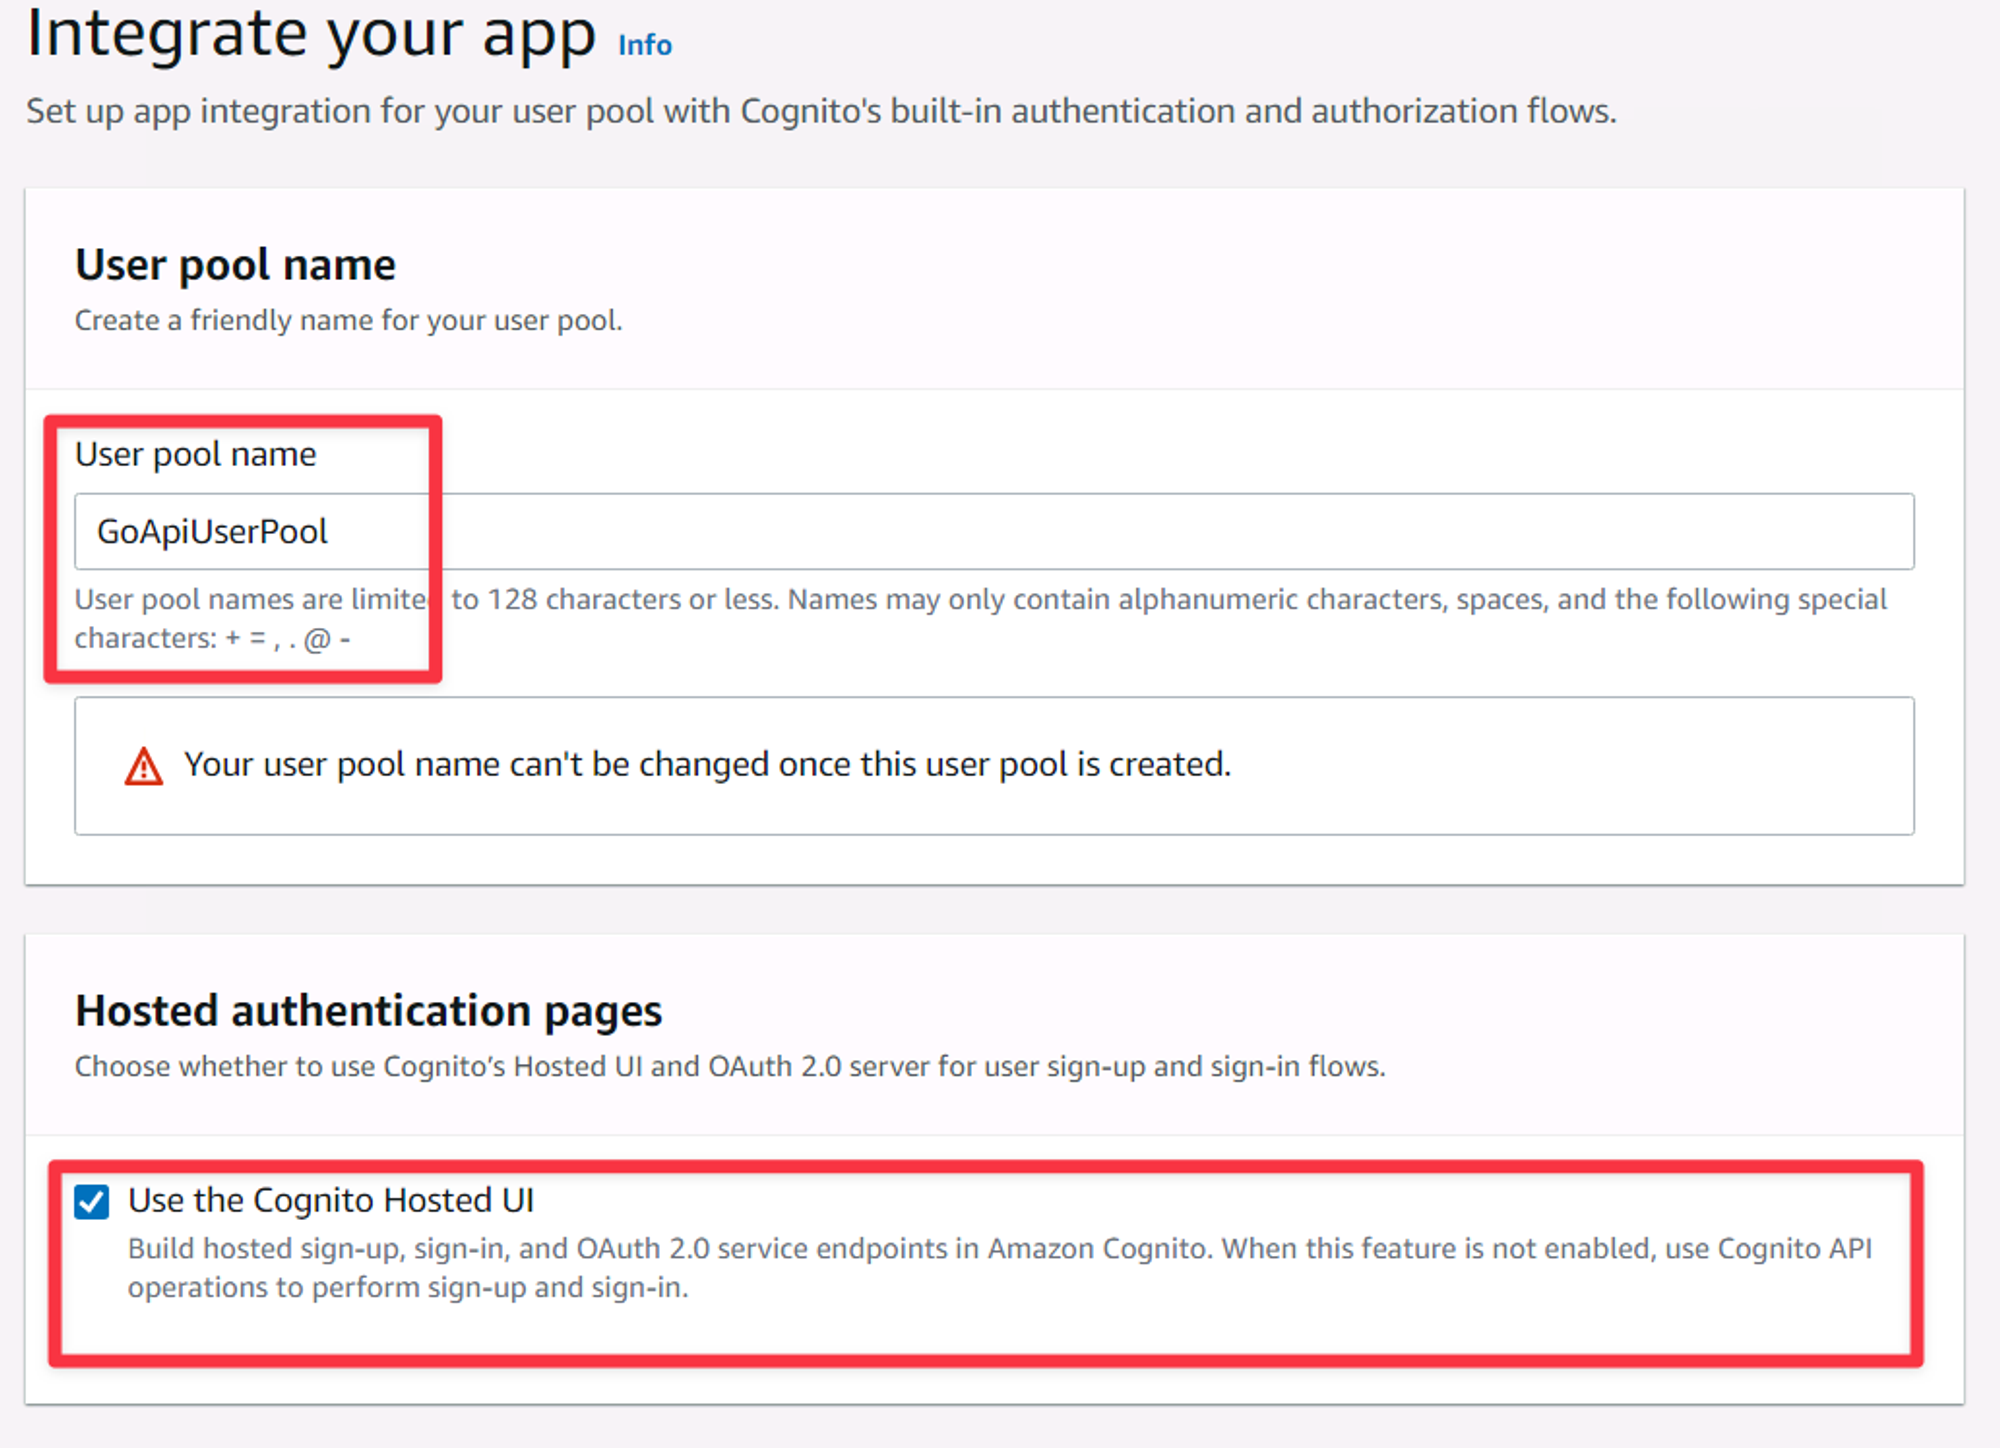 Integrate your app Info
Set up app integration for your user pool with Cognito's built-in authentication and authorization flows.
User pool name
Create a friendly name for your user pool.
User pool name
GoApiUserPool
User pool names are limited to 128 characters or less. Names may only contain alphanumeric characters, spaces, and the following special
characters: + = , . @ -
Your user pool name can't be changed once this user pool is created.
Hosted authentication pages
Choose whether to use Cognito’s Hosted UI and OAuth 2.0 server for user sign-up and sign-in flows.
Use the Cognito Hosted UI
Build hosted sign-up, sign-in, and OAuth 2.0 service endpoints in Amazon Cognito. When this feature is not enabled, use Cognito API
operations to perform sign-up and sign-in.